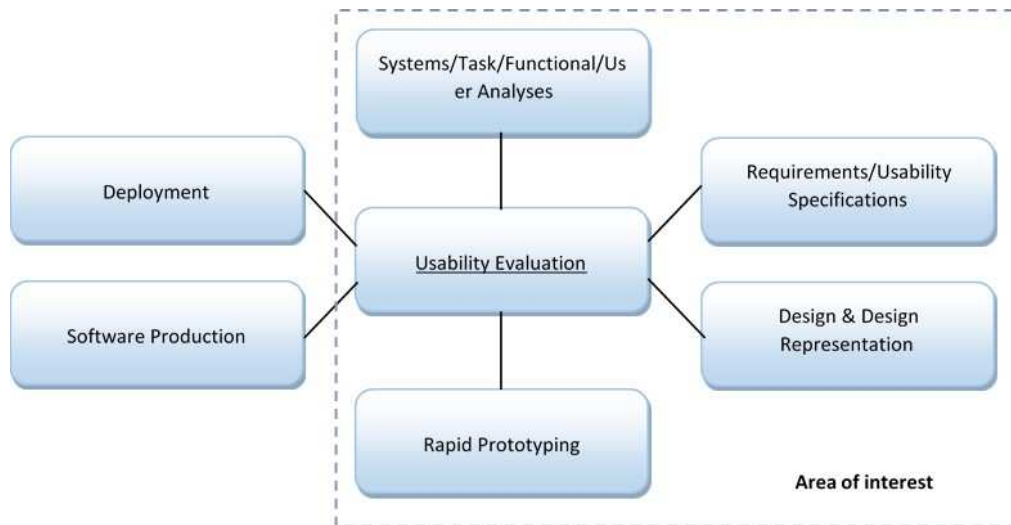 Systems/Task/Functional/Us
er Analyses
Deployment
Requirements/Usability
Specifications
Usability Evaluation
Software Production
Design & Design
Representation
Rapid Prototyping
Area of interest